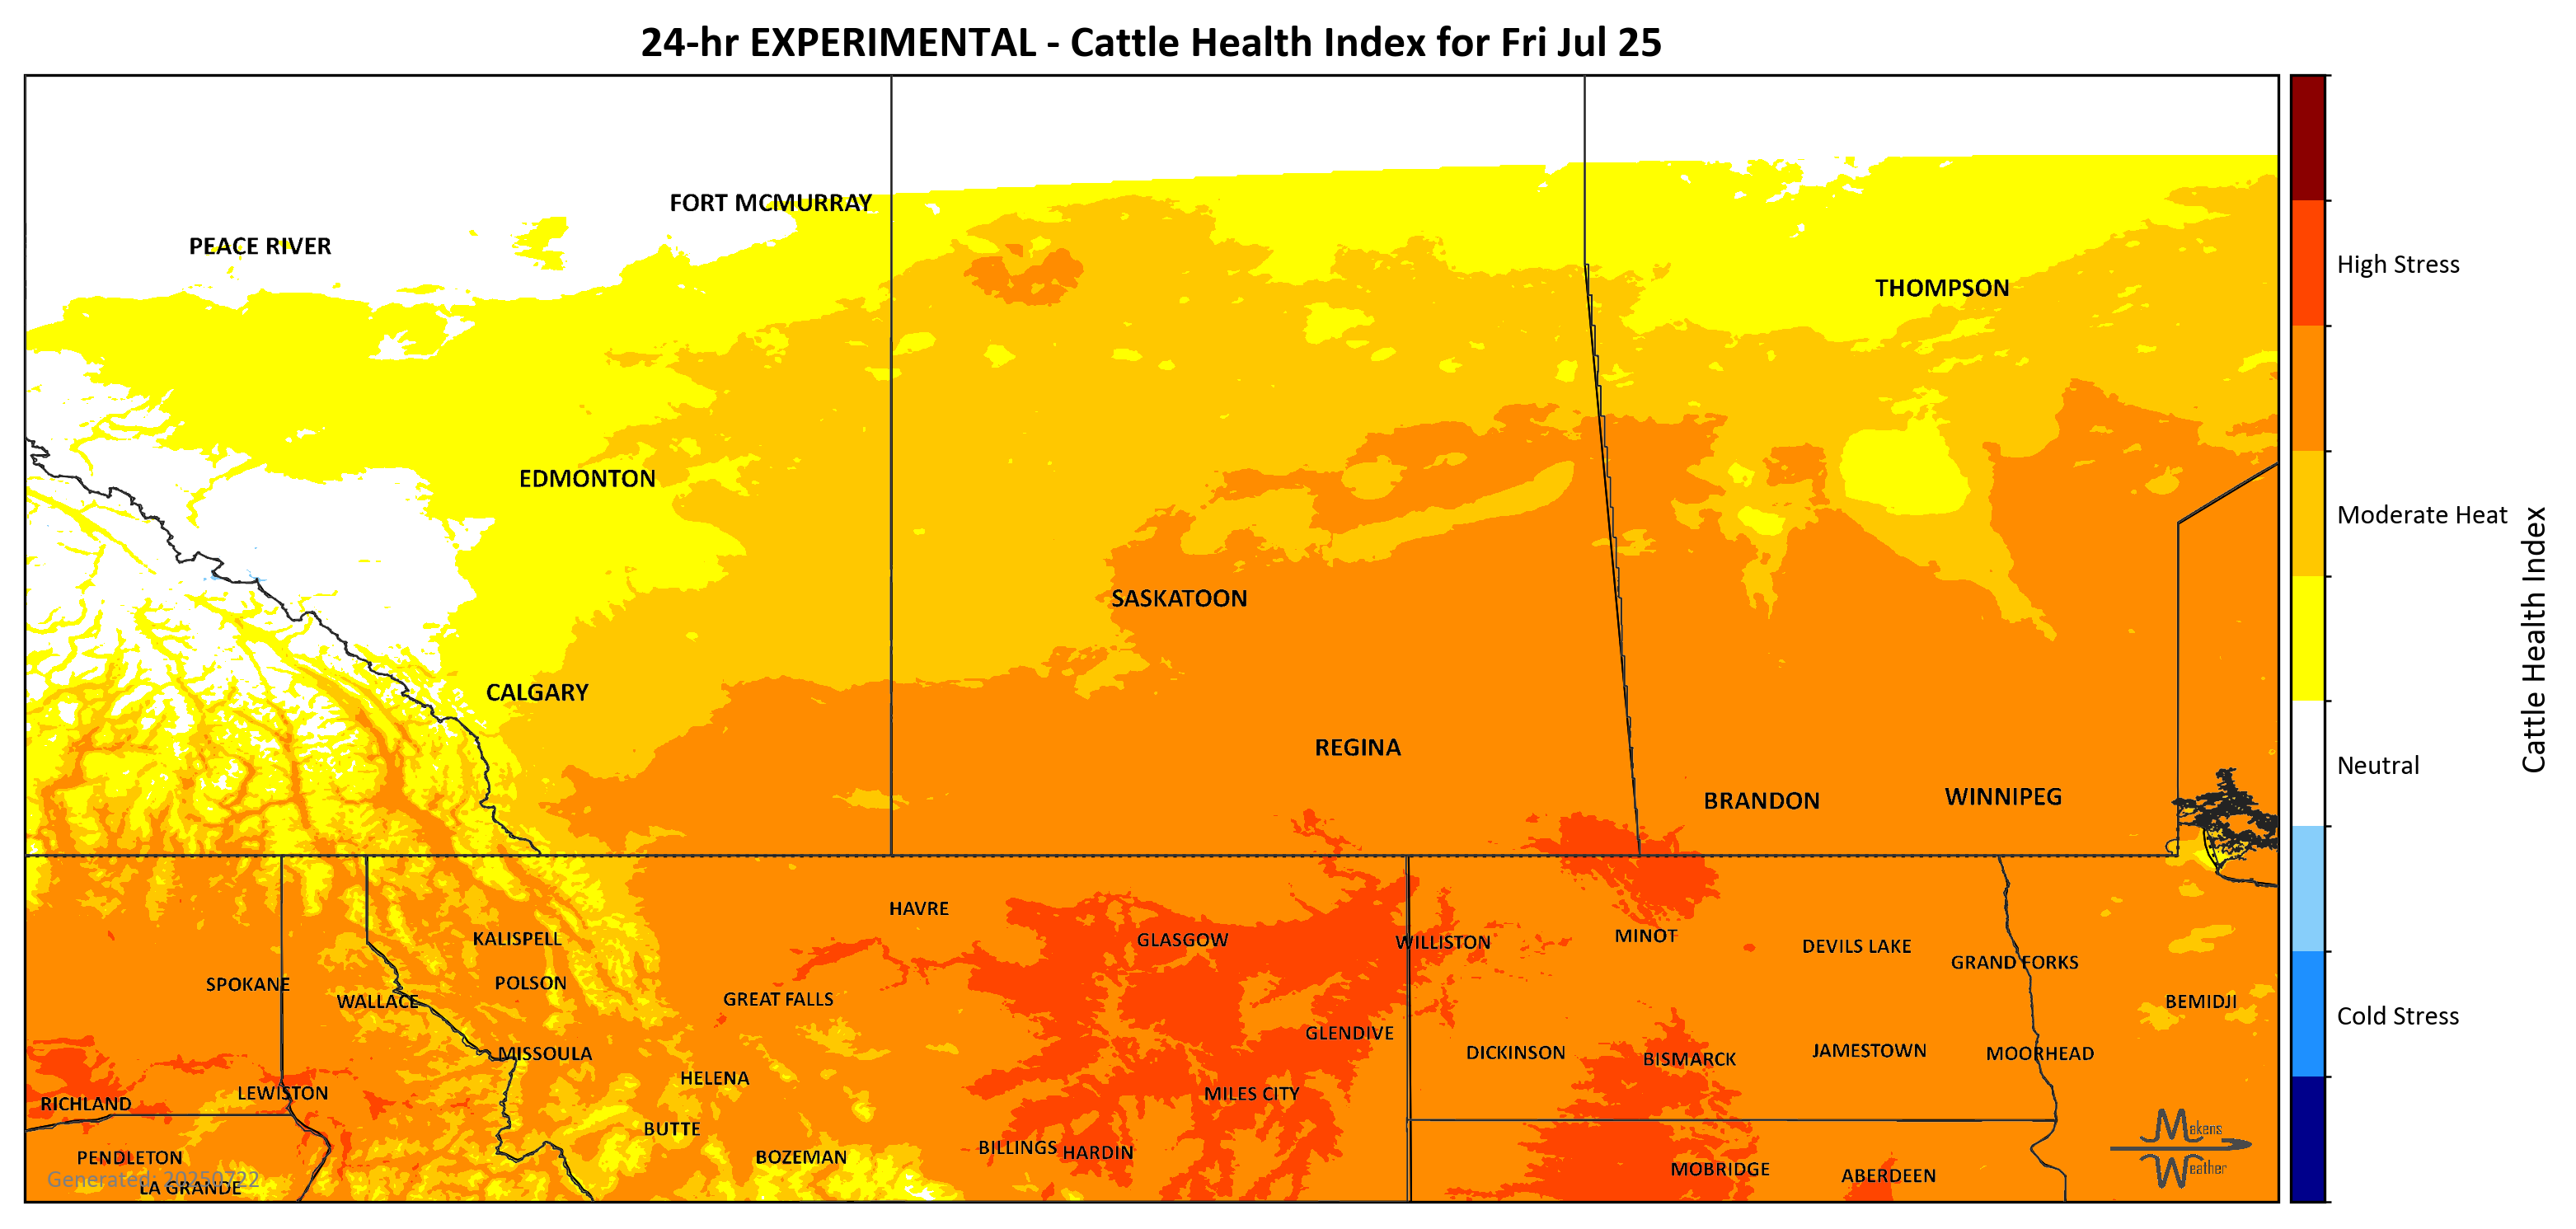 24-hr EXPERIMENTAL - Cattle Health Index for Fri Jul 25
FORT MCMURRAY
PEACE RIVER
High Stress
THOMPSON
EDMONTON
Moderate Heat
SASKATOON
Cattle Health Index
CALGARY
REGINA
Neutral
BRANDON
WINNIPEG
HAVRE
KALISPELL
GLASGOW
WILLISTON
MINOT
DEVILS LAKE
GRAND FORKS
SPOKANE
POLSON
WALLACE
GREAT FALLS
BEMIDJI
Cold Stress
GLENDIVE
MISSOULA
DICKINSON
BISMARCK
JAMESTOWN
MOORHEAD
HELENA
LEWISTON
MILES CITY
RICHLAND
BUTTE
Makens
Weather
PENDLETON
BOZEMAN
BILLINGS
HARDIN
MOBRIDGE
ABERDEEN
Generated: 20250722
LA GRANDE